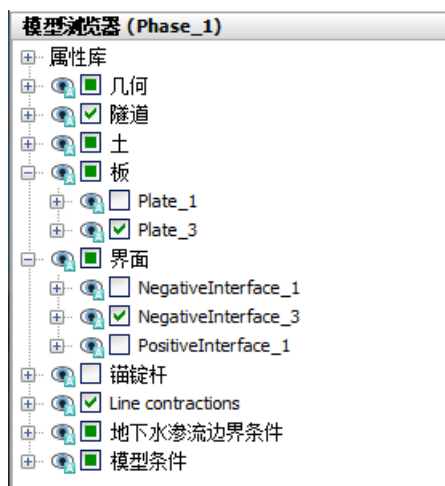 模型浏览器 (Phase_1)
属性库
几何
隧道
土
板
Plate_1
Plate_3
界面
NegativeInterface_1
NegativeInterface_3
PositiveInterface_1
锚锭杆
Line contractions
地下水渗流边界条件
模型条件